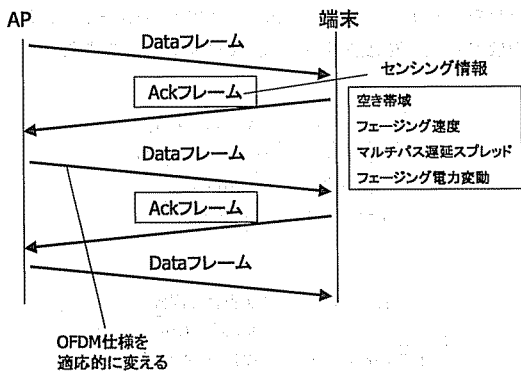 AP
端末
Dataフレーム
センシング情報
Ackフレーム
空き帯域
フェージング速度
マルチパス遅延スプレッド
フェージング電力変動
Dataフレーム
Ackフレーム
Dataフレーム
OFDM仕様を
適応的に変える